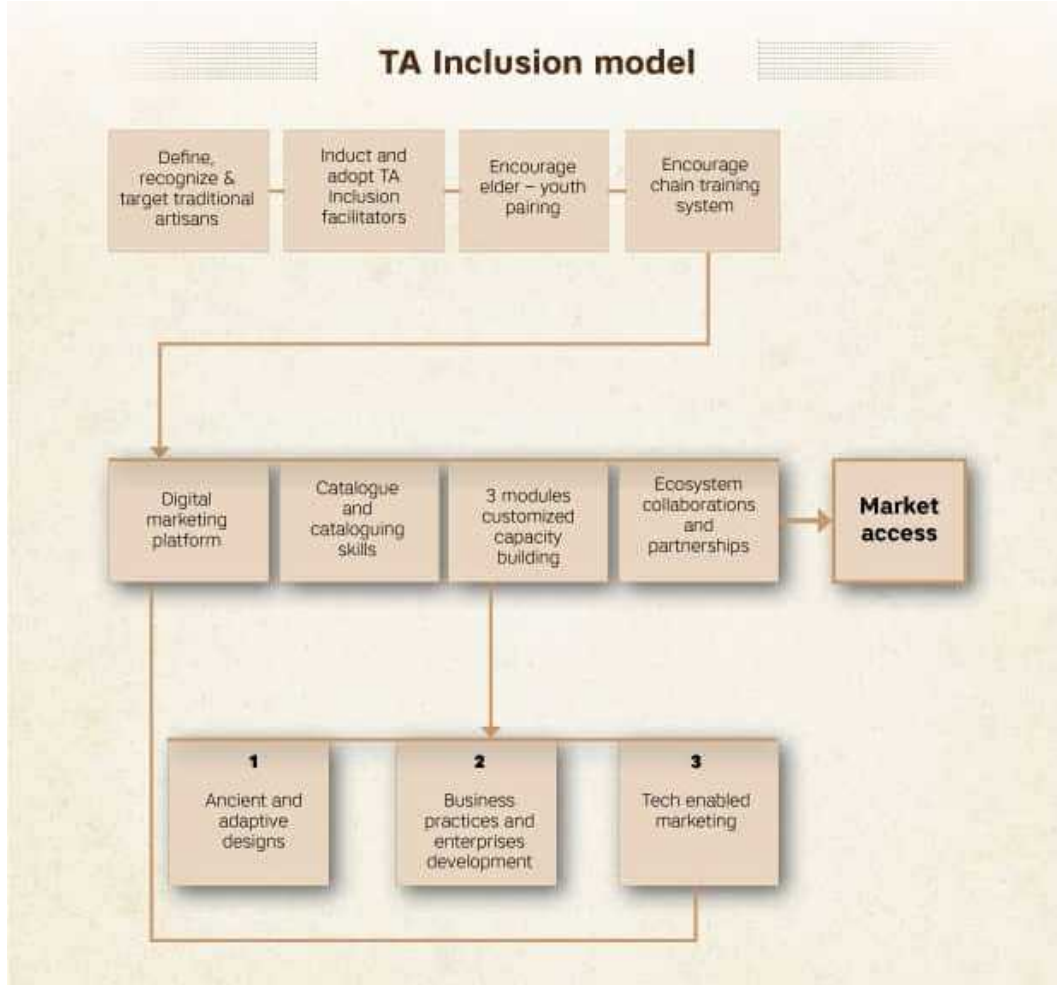 TA Inclusion model
Define,
recognize &
target traditional
artisans
Induct and
adopt TA
Inclusion
facilitators
Encourage
elder – youth
pairing
Encourage
chain training
system
Digital
marketing
platform
Catalogue
and
cataloguing
skills
3 modules
customized
capacity
building
Ecosystem
collaborations
and
partnerships
Market
access
1
Ancient and
adaptive
designs
2
Business
practices and
enterprises
development
3
Tech enabled
marketing